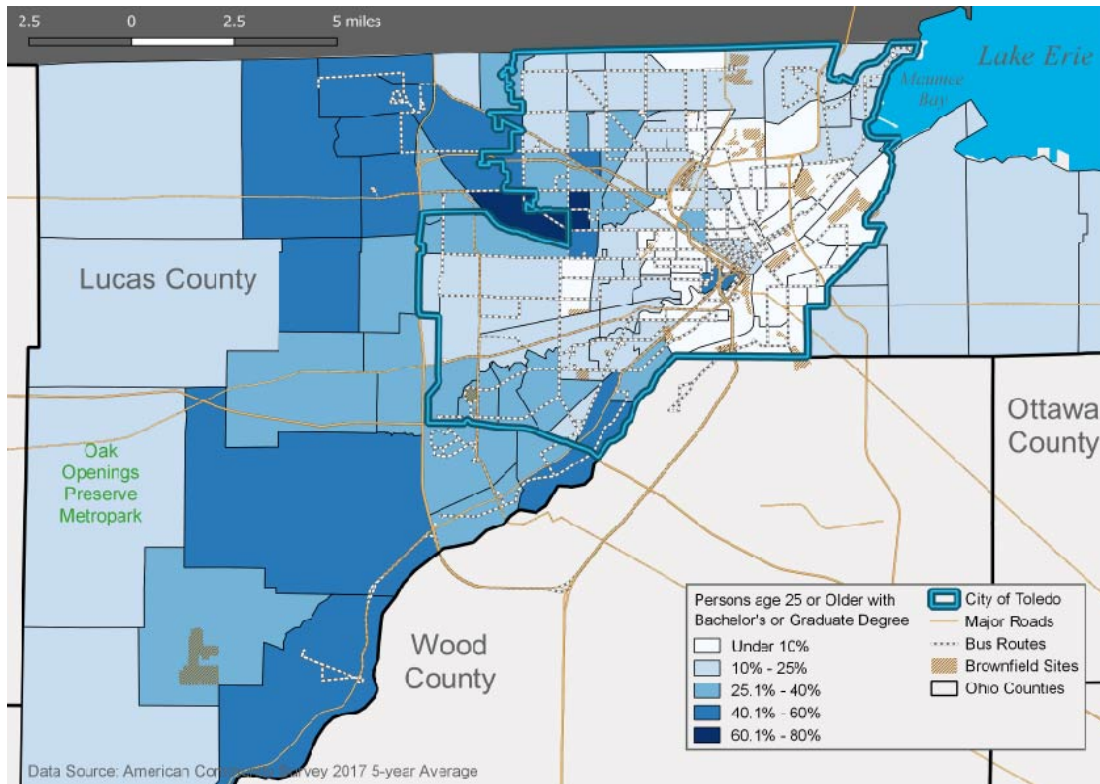 2.5 0 2.5 5 miles
Lake Erie
Maumee
Bay
Lucas County
Oak
Openings
Preserve
Metropark
Ottawa
County
Wood
County
Persons age 25 or Older with
Bachelor's or Graduate Degree
Under 10%
10% - 25%
25.1% - 40%
40.1% - 60%
60.1% - 80%
City of Toledo
Major Roads
Bus Routes
Brownfield Sites
Ohio Counties
Data Source: American Community Survey 2017 5-year Average